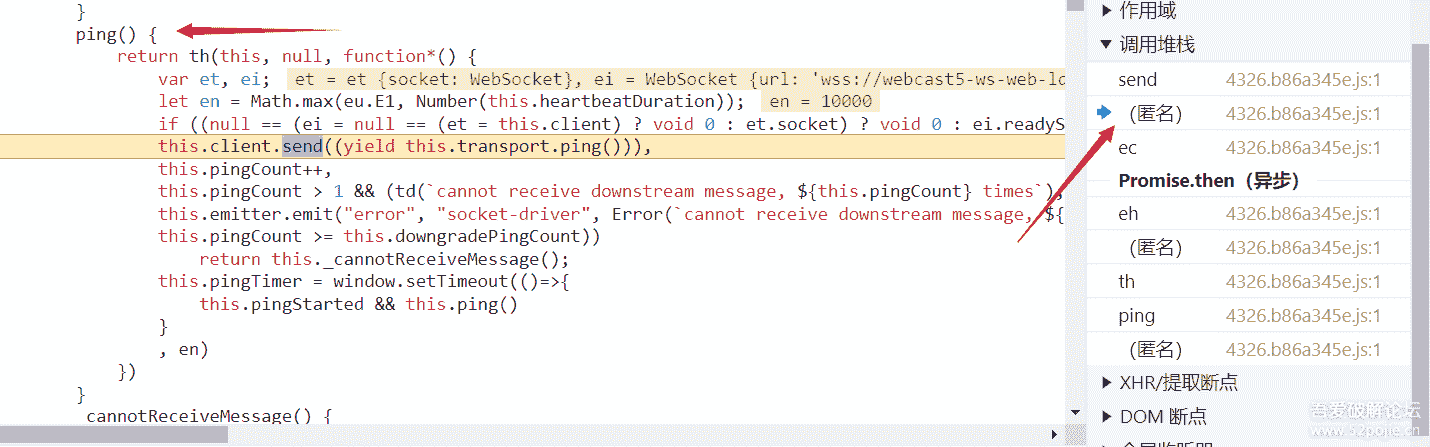 }
ping() {
return th(this, null, function*() {
var et, ei; et = et {socket: WebSocket}, ei = WebSocket {url: 'wss://webcast5-ws-web-lc
let en = Math.max(eu.E1, Number(this.heartbeatDuration)); en = 10000
if ((null == (ei = null == (et = this.client) ? void 0 : et.socket) ? void 0 : ei.readyS
this.client.send((yield this.transport.ping())),
this.pingCount++,
this.pingCount > 1 && (td(`cannot receive downstream message, ${this.pingCount} times`),
this.emitter.emit("error", "socket-driver", Error(`cannot receive downstream message, ${
this.pingCount >= this.downgradePingCount))
return this._cannotReceiveMessage();
this.pingTimer = window.setTimeout(()=>{
this.pingStarted && this.ping()
}
, en)
})
}
cannotReceiveMessage() {
作用域
调用堆栈
send 4326.b86a345e.js:1
(匿名) 4326.b86a345e.js:1
ec 4326.b86a345e.js:1
Promise.then（异步）
eh 4326.b86a345e.js:1
(匿名) 4326.b86a345e.js:1
th 4326.b86a345e.js:1
ping 4326.b86a345e.js:1
(匿名) 4326.b86a345e.js:1
XHR/提取断点
DOM 断点
全局监听器
吾爱破解论坛
www.52pojie.cn